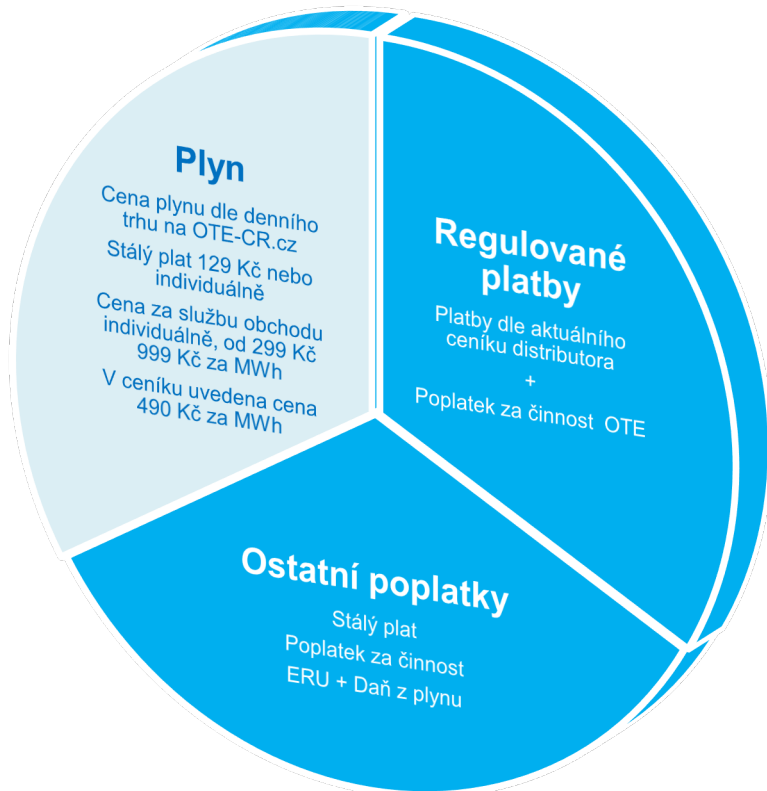 Plyn
Cena plynu dle denního
trhu na OTE-CR.cz
Stálý plat 129 Kč nebo
individuálně
Cena za službu obchodu
individuálně, od 299 Kč
999 Kč za MWh
V ceníku uvedena cena
490 Kč za MWh
Regulované
platby
Platby dle aktuálního
ceníku distributora
+
Poplatek za činnost OTE
Ostatní poplatky
Stálý plat
Poplatek za činnost
ERU + Daň z plynu